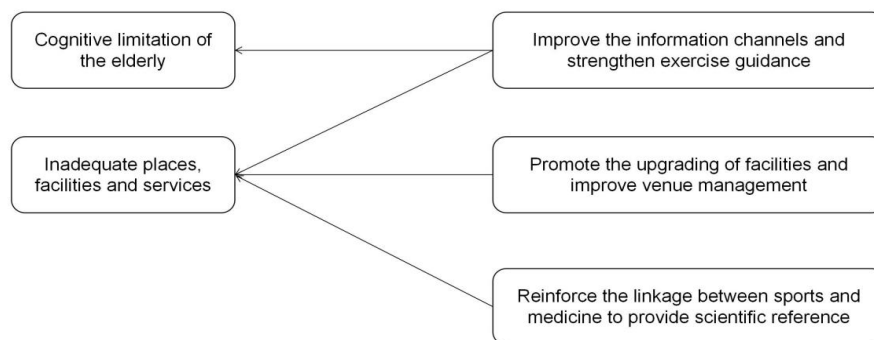 Cognitive limitation of
the elderly
Improve the information channels and
strengthen exercise guidance
Inadequate places,
facilities and services
Promote the upgrading of facilities and
improve venue management
Reinforce the linkage between sports and
medicine to provide scientific reference